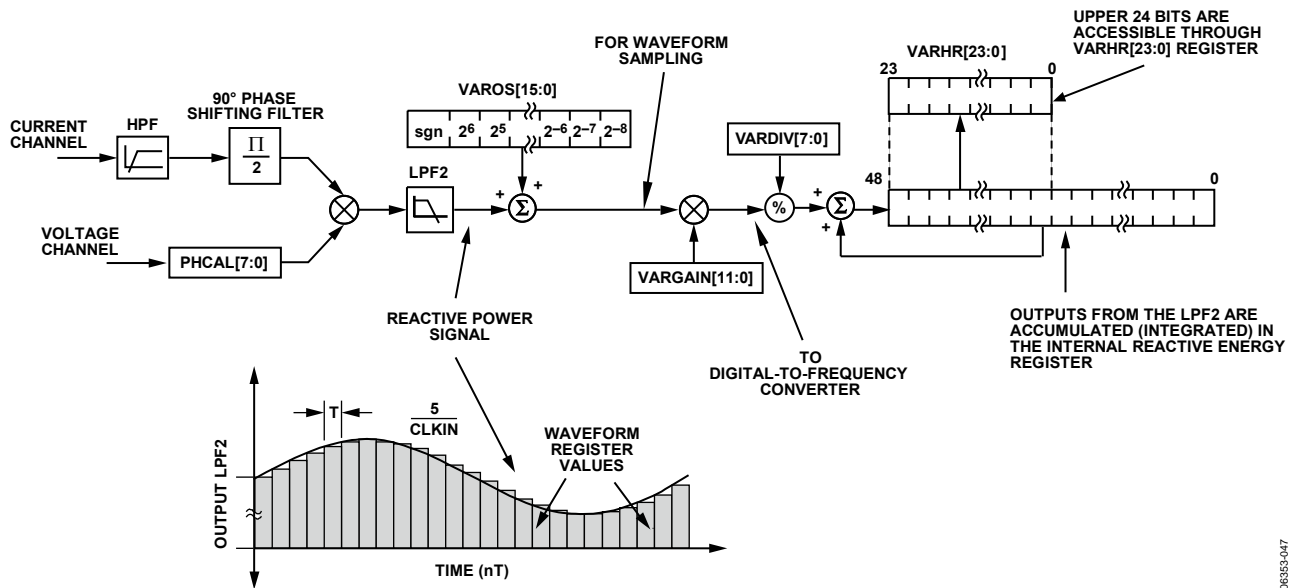 UPPER 24 BITS ARE
ACCESSIBLE THROUGH
VARHR[23:0] REGISTER
FOR WAVEFORM
SAMPLING
VARHR[23:0]
23
0
90° PHASE
SHIFTING FILTER
VAROS[15:0]
CURRENT
CHANNEL
HPF
Π
2
sgn 2⁶ 2⁵ 2⁻⁶ 2⁻⁷ 2⁻⁸
VARDIV[7:0]
LPF2
48
0
+
+
Σ
%
+
+
Σ
VOLTAGE
CHANNEL
PHCAL[7:0]
VARGAIN[11:0]
REACTIVE POWER
SIGNAL
TO
DIGITAL-TO-FREQUENCY
CONVERTER
OUTPUTS FROM THE LPF2 ARE
ACCUMULATED (INTEGRATED) IN
THE INTERNAL REACTIVE ENERGY
REGISTER
T
5
CLKIN
WAVEFORM
REGISTER
VALUES
OUTPUT LPF2
TIME (nT)
06353-047